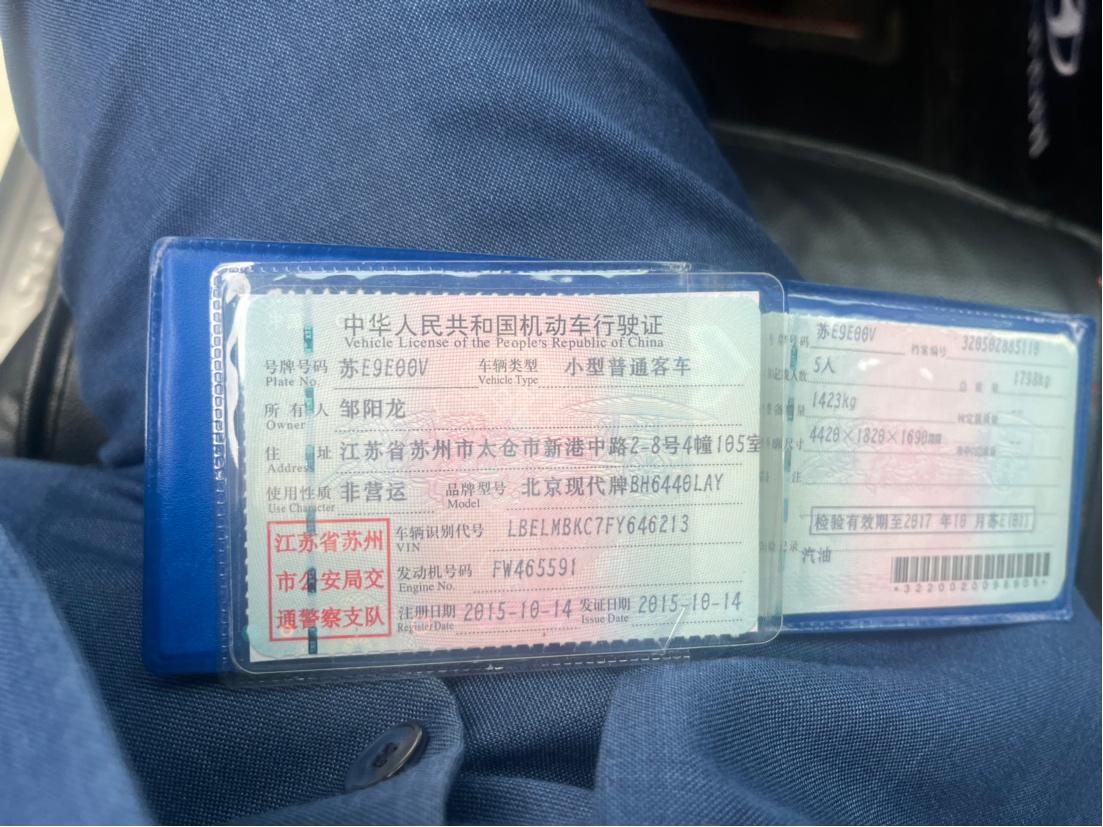 中华人民共和国机动车行驶证
Vehicle License of the People's Republic of China
号牌号码 苏E9E00V 车辆类型 小型普通客车
Plate No. Vehicle Type
所有人 邹阳龙
Owner
住址 江苏省苏州市太仓市新港中路2-8号4幢105室
Address
使用性质 非营运 品牌型号 北京现代牌BH6440LAY
Use Character Model
江苏省苏州
市公安局交
通警察支队
车辆识别代号 LBELMBKC7FY646213
VIN
发动机号码 FW465591
Engine No.
注册日期 2015-10-14 发证日期 2015-10-14
Register Date Issue Date
苏E9E00V 档案编号
5人 1798kg
1423kg
4420×1820×1690
检验有效期至2017年10月苏E(01)
汽油